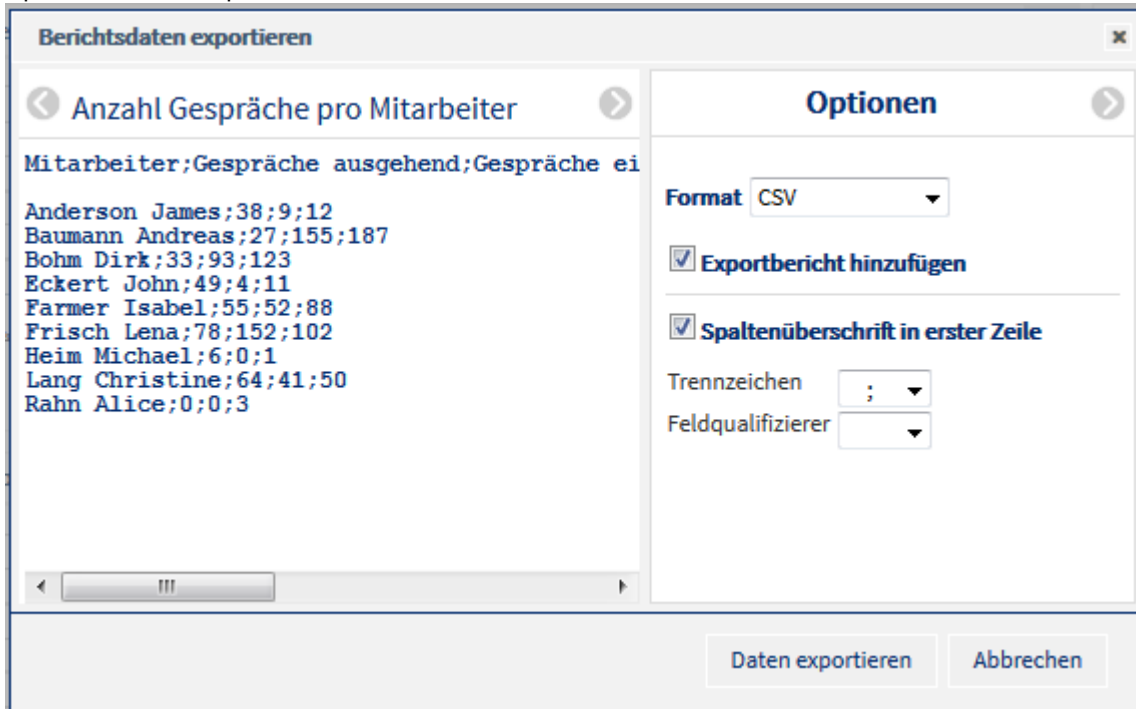 Berichtsdaten exportieren
Anzahl Gespräche pro Mitarbeiter
Mitarbeiter;Gespräche ausgehend;Gespräche ei
Anderson James;38;9;12
Baumann Andreas;27;155;187
Bohm Dirk;33;93;123
Eckert John;49;4;11
Farmer Isabel;55;52;88
Frisch Lena;78;152;102
Heim Michael;6;0;1
Lang Christine;64;41;50
Rahn Alice;0;0;3
Optionen
Format CSV
Exportbericht hinzufügen
Spaltenüberschrift in erster Zeile
Trennzeichen ;
Feldqualifizierer
Daten exportieren Abbrechen